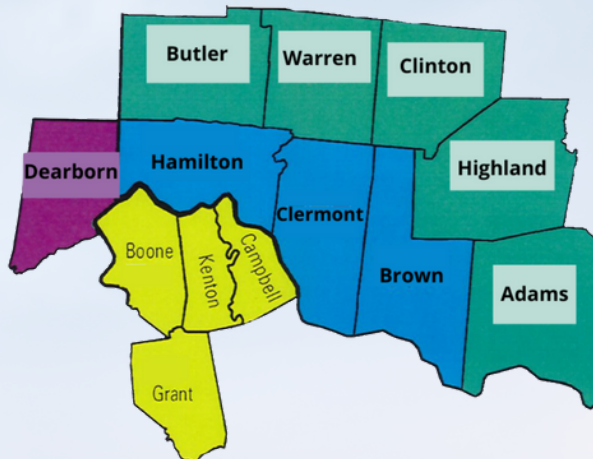 Butler
Warren
Clinton
Dearborn
Hamilton
Highland
Clermont
Boone
Kenton
Campbell
Brown
Adams
Grant